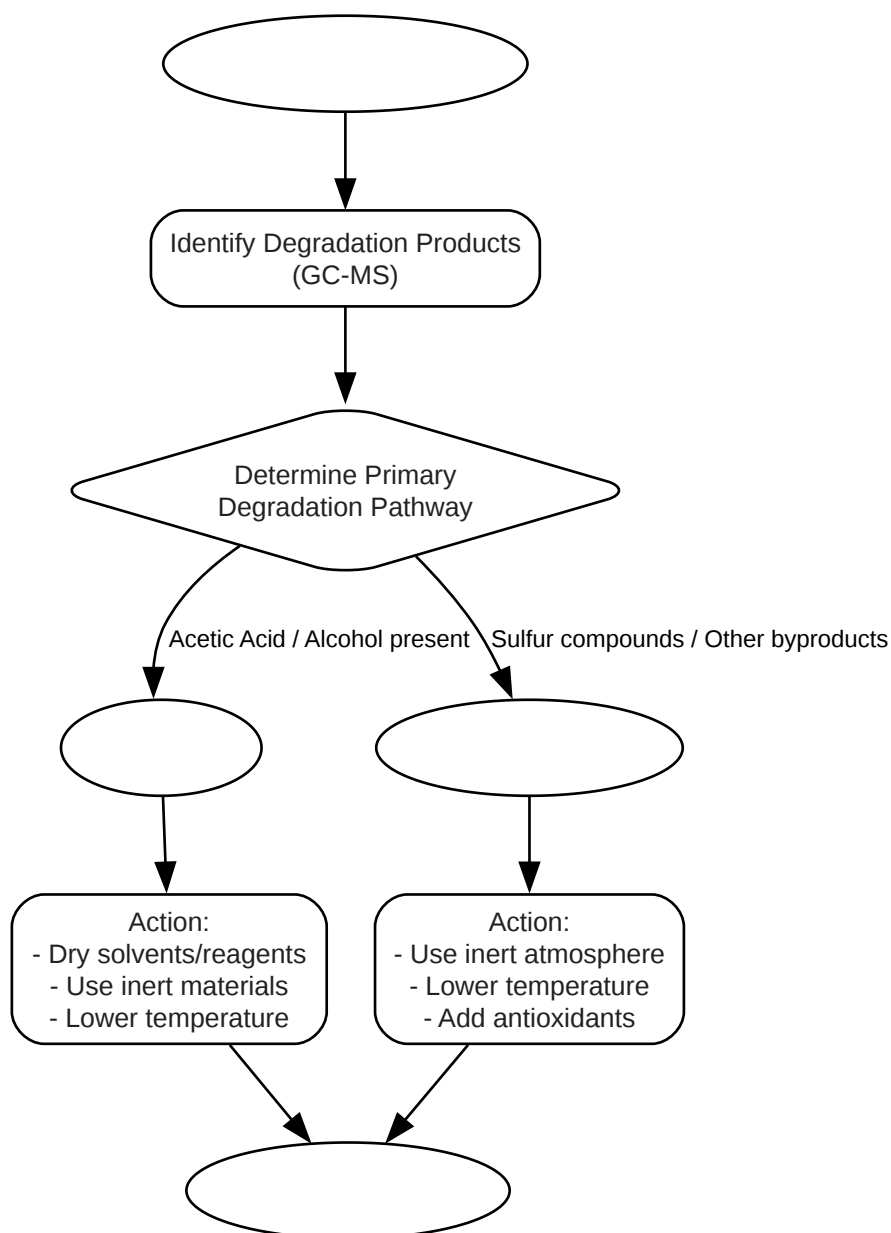 Identify Degradation Products
(GC-MS)
Determine Primary
Degradation Pathway
Acetic Acid / Alcohol present
Sulfur compounds / Other byproducts
Action:
- Dry solvents/reagents
- Use inert materials
- Lower temperature
Action:
- Use inert atmosphere
- Lower temperature
- Add antioxidants